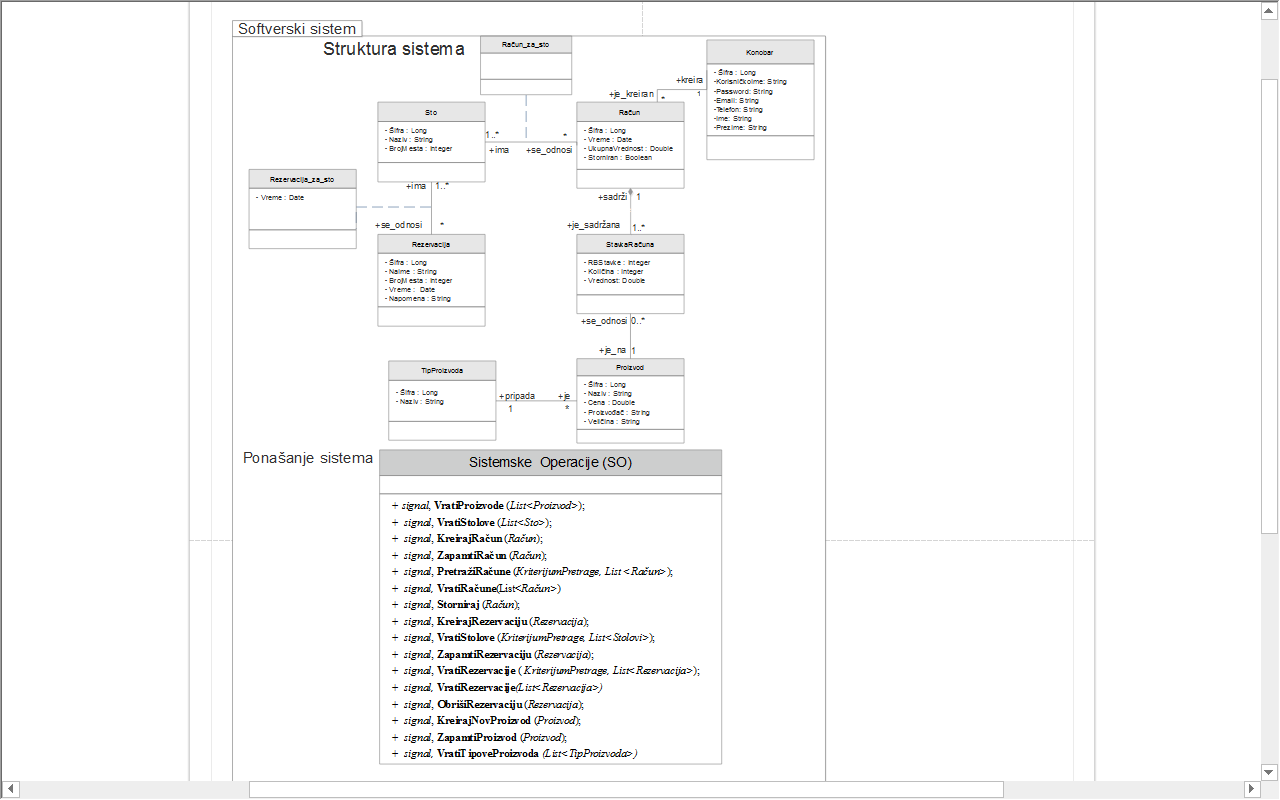 Softverski sistem
Struktura sistema
Račun_za_sto
Konobar
- Šifra : Long
-KorisničkoIme: String
-Password: String
-Email: String
-Telefon: String
-Ime: String
-Prezime: String
+kreira
1
+je_kreiran
*
Sto
- Šifra : Long
- Naziv : String
- BrojMesta : Integer
1..*
+ima
*
+se_odnosi
Račun
- Šifra : Long
- Vreme : Date
- UkupnaVrednost : Double
- Storniran : Boolean
Rezervacija_za_sto
- Vreme : Date
+ima
1..*
+se_odnosi
*
+sadrži
1
+je_sadržana
1..*
Rezervacija
- Šifra : Long
- NaIme : String
- BrojMesta : Integer
- Vreme : Date
- Napomena : String
StavkaRačuna
- RBStavke : Integer
- Količina : Integer
- Vrednost: Double
+se_odnosi
0..*
+je_na
1
TipProizvoda
- Šifra : Long
- Naziv : String
+pripada
1
+je
*
Proizvod
- Šifra : Long
- Naziv : String
- Cena : Double
- Proizvođač : String
- Veličina : String
Ponašanje sistema
Sistemske Operacije (SO)
+ signal, VratiProizvode (List<Proizvod>);
+ signal, VratiStolove (List<Sto>);
+ signal, KreirajRačun (Račun);
+ signal, ZapamtiRačun (Račun);
+ signal, PretražiRačune (KriterijumPretrage, List <Račun>);
+ signal, VratiRačune(List<Račun>)
+ signal, Storniraj (Račun);
+ signal, KreirajRezervaciju (Rezervacija);
+ signal, VratiStolove (KriterijumPretrage, List<Stolovi>);
+ signal, ZapamtiRezervaciju (Rezervacija);
+ signal, VratiRezervacije ( KriterijumPretrage, List<Rezervacija>);
+ signal, VratiRezervacije(List<Rezervacija>)
+ signal, ObrišiRezervaciju (Rezervacija);
+ signal, KreirajNovProizvod (Proizvod);
+ signal, ZapamtiProizvod (Proizvod);
+ signal, VratiTipoveProizvoda (List<TipProizvoda>)